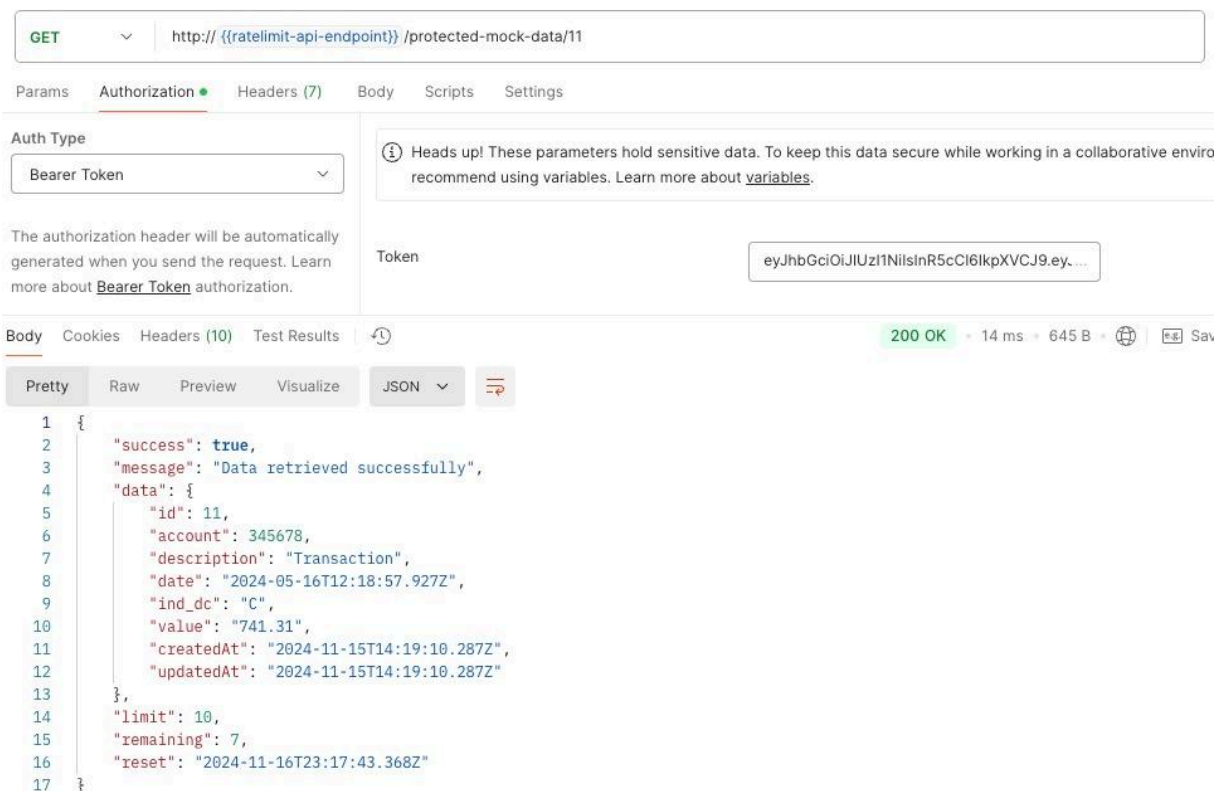 GET http:// {{ratelimit-api-endpoint}} /protected-mock-data/11
Params Authorization Headers (7) Body Scripts Settings
Auth Type
Bearer Token
The authorization header will be automatically
generated when you send the request. Learn
more about Bearer Token authorization.
Heads up! These parameters hold sensitive data. To keep this data secure while working in a collaborative enviro
recommend using variables. Learn more about variables.
Token eyJhbGciOiJIUzI1NiIsInR5cCI6IkpXVCJ9.ey....
Body Cookies Headers (10) Test Results 200 OK 14 ms 645 B e.g. Sav
Pretty Raw Preview Visualize JSON
1 {
2 "success": true,
3 "message": "Data retrieved successfully",
4 "data": {
5 "id": 11,
6 "account": 345678,
7 "description": "Transaction",
8 "date": "2024-05-16T12:18:57.927Z",
9 "ind_dc": "C",
10 "value": "741.31",
11 "createdAt": "2024-11-15T14:19:10.287Z",
12 "updatedAt": "2024-11-15T14:19:10.287Z"
13 },
14 "limit": 10,
15 "remaining": 7,
16 "reset": "2024-11-16T23:17:43.368Z"
17 }